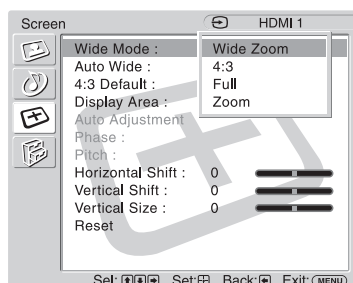 Screen HDMI 1
Wide Mode : Wide Zoom
Auto Wide : 4:3
4:3 Default : Full
Display Area : Zoom
Auto Adjustment
Phase :
Pitch :
Horizontal Shift : 0
Vertical Shift : 0
Vertical Size : 0
Reset
Sel: Set: Back: Exit: MENU